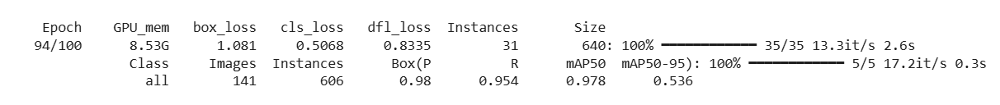 Epoch GPU_mem box_loss cls_loss dfl_loss Instances Size
94/100 8.53G 1.081 0.5068 0.8335 31 640: 100% ━━━━━━━━━━━━ 35/35 13.3it/s 2.6s
Class Images Instances Box(P R mAP50 mAP50-95): 100% ━━━━━━━━━━━━ 5/5 17.2it/s 0.3s
all 141 606 0.98 0.954 0.978 0.536